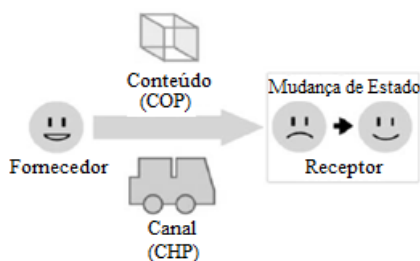 Conteúdo
(COP)
Mudança de Estado
Fornecedor
Receptor
Canal
(CHP)